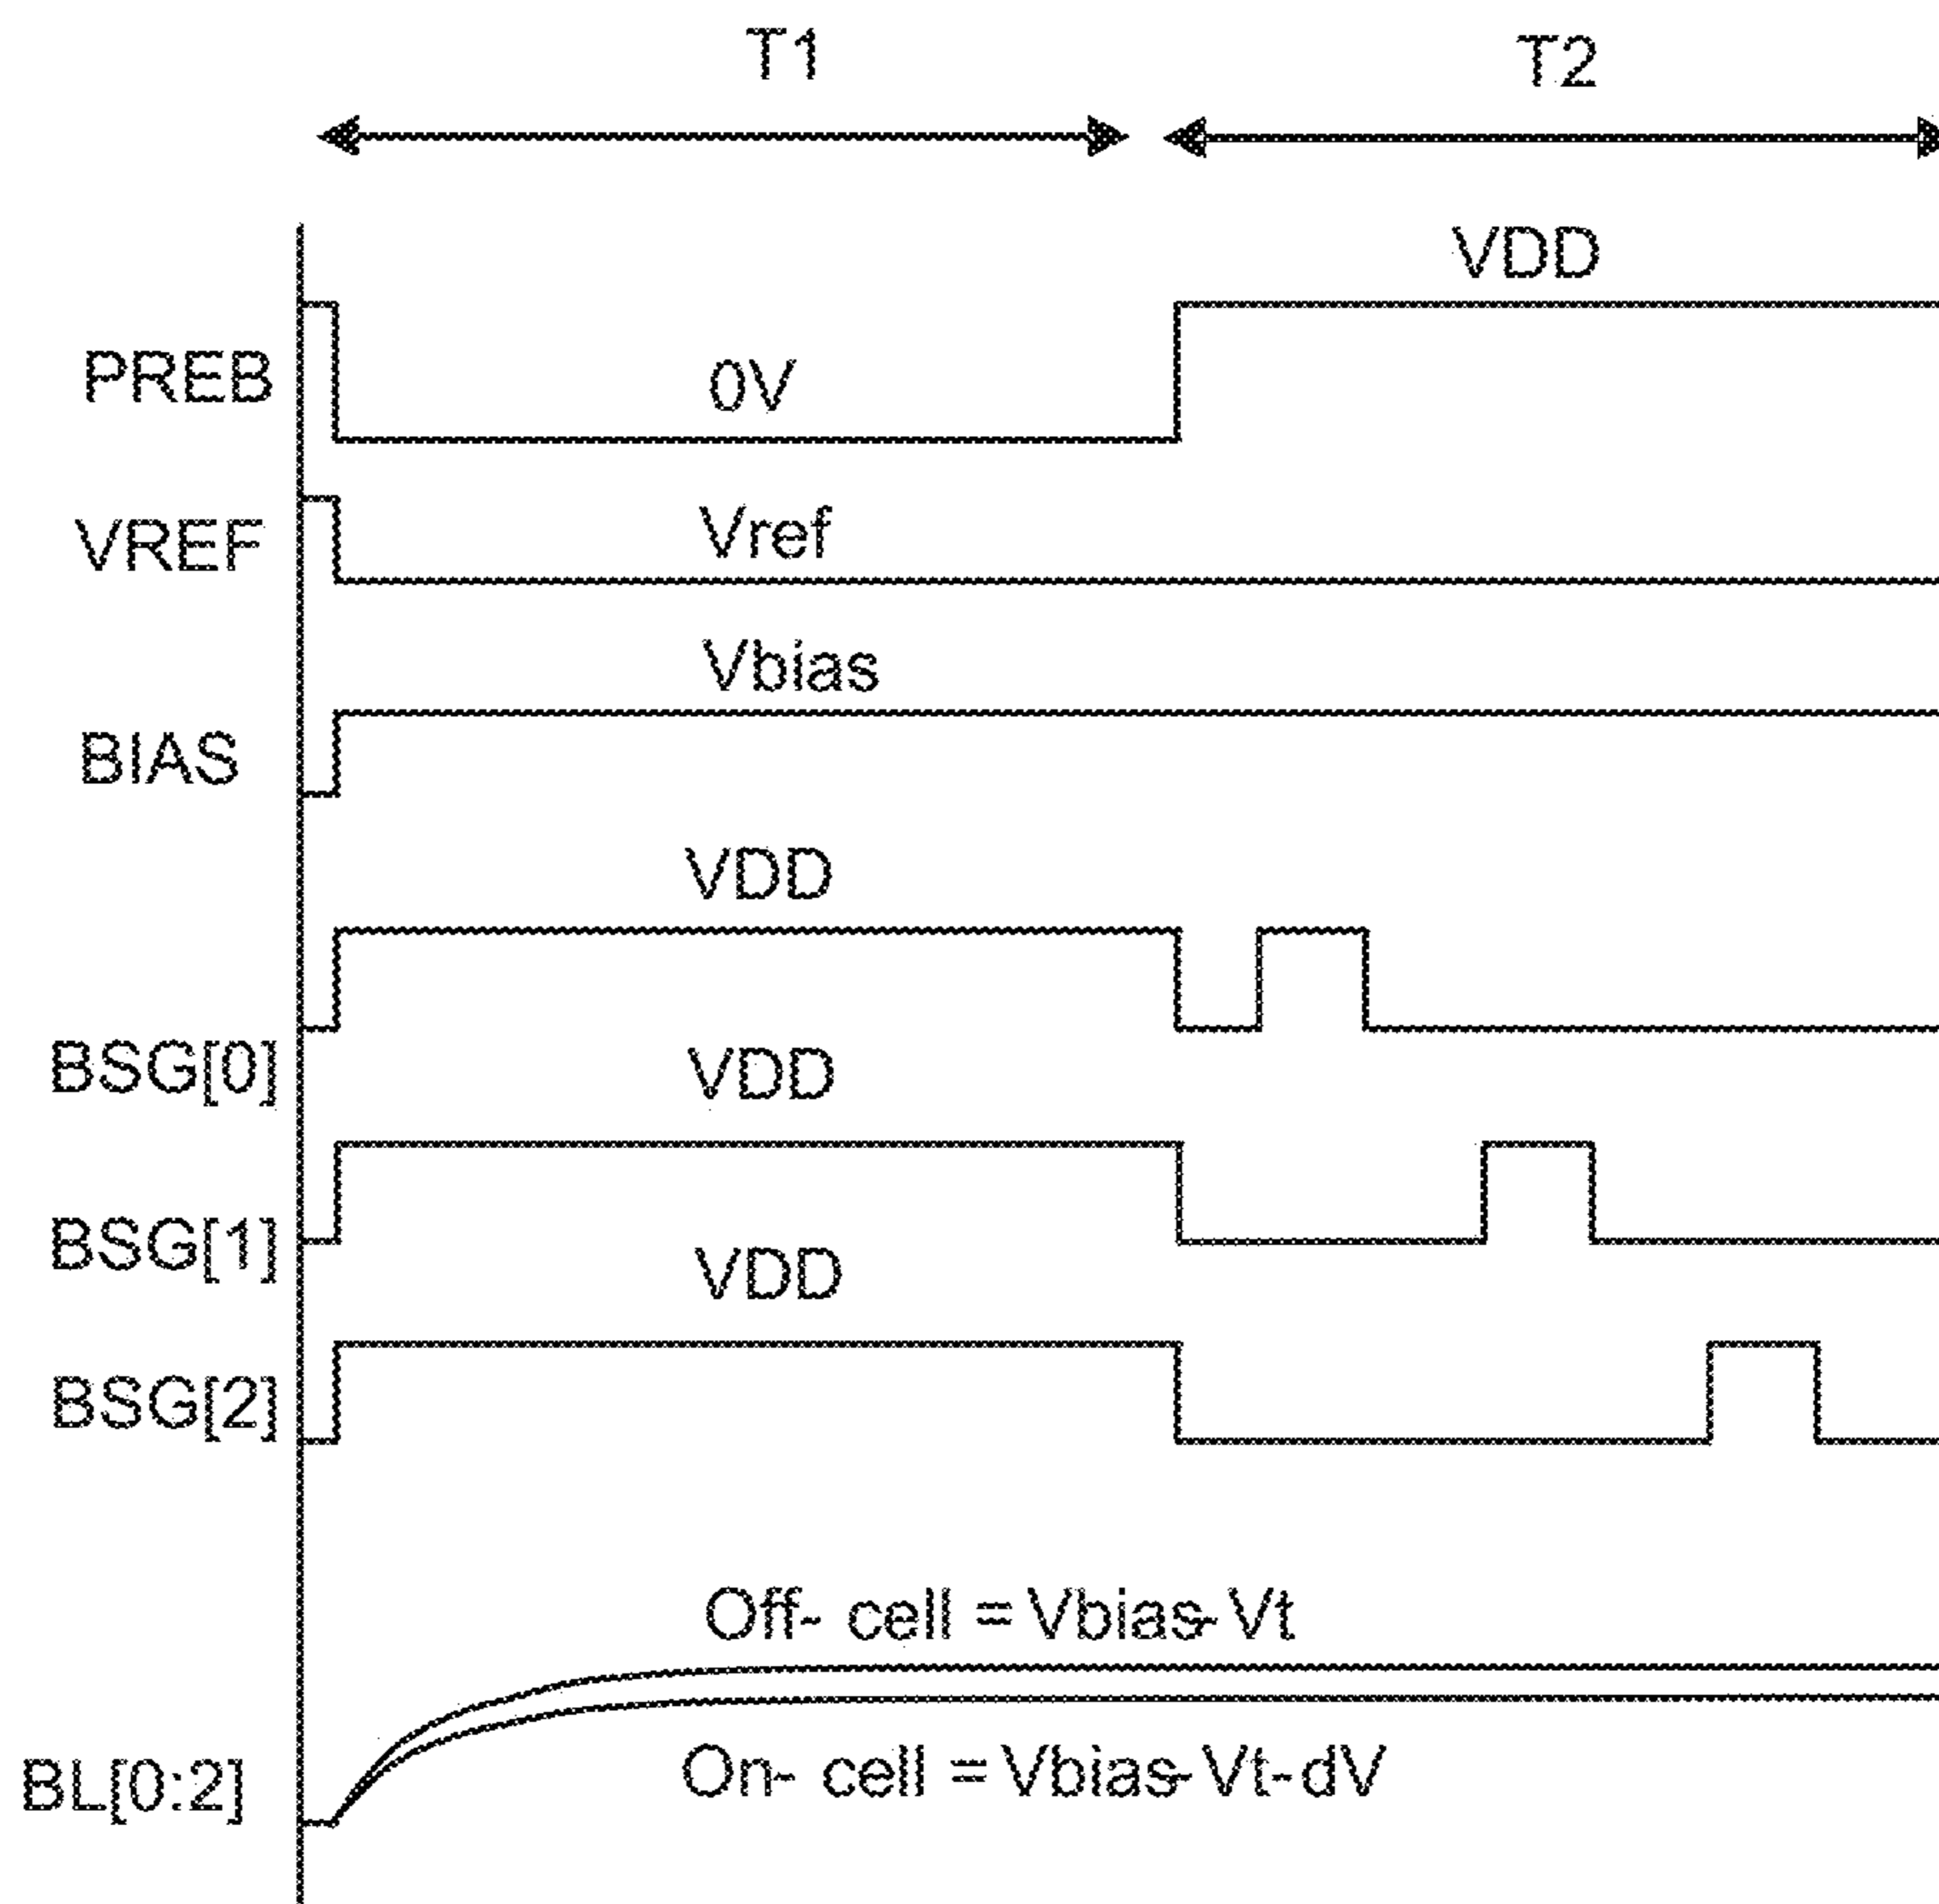 T1 T2
VDD
PREB 0V
VREF Vref
Vbias
BIAS
VDD
BSG[0] VDD
BSG[1] VDD
BSG[2]
Off- cell = Vbias-Vt
BL[0:2] On- cell = Vbias-Vt-dV